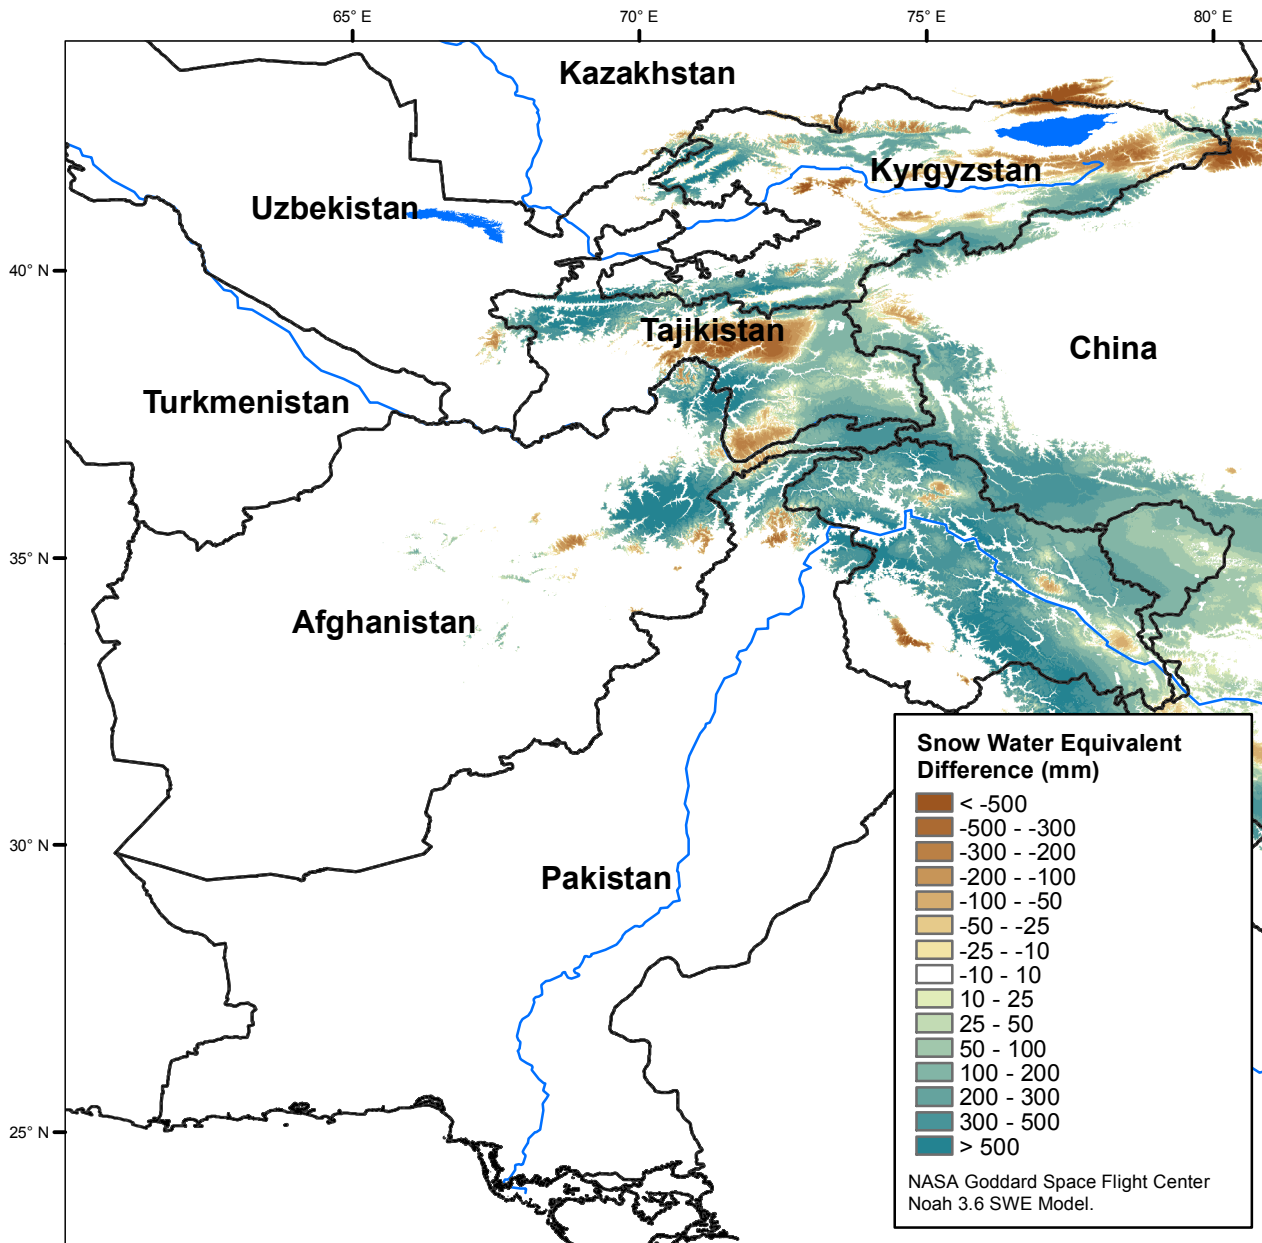 65° E
70° E
75° E
80° E
Kazakhstan
Kyrgyzstan
Uzbekistan
40° N
Tajikistan
China
Turkmenistan
35° N
Afghanistan
Snow Water Equivalent
Difference (mm)
< -500
-500 - -300
-300 - -200
-200 - -100
-100 - -50
-50 - -25
-25 - -10
-10 - 10
10 - 25
25 - 50
50 - 100
100 - 200
200 - 300
300 - 500
> 500
30° N
Pakistan
25° N
NASA Goddard Space Flight Center
Noah 3.6 SWE Model.